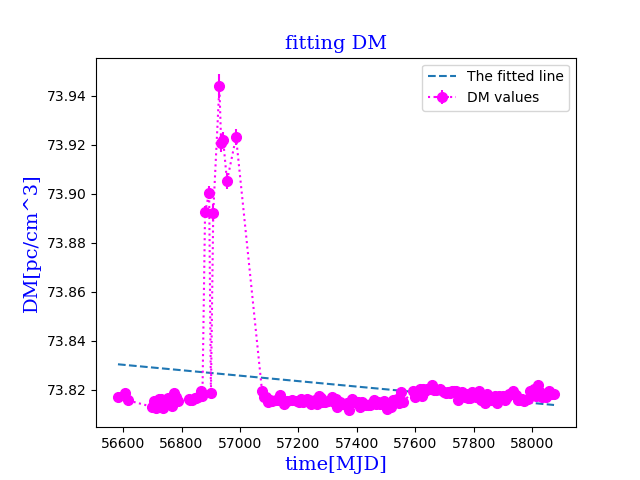 fitting DM
The fitted line
DM values
73.94
73.92
73.90
73.88
73.86
73.84
73.82
DM[pc/cm^3]
56600 56800 57000 57200 57400 57600 57800 58000
time[MJD]